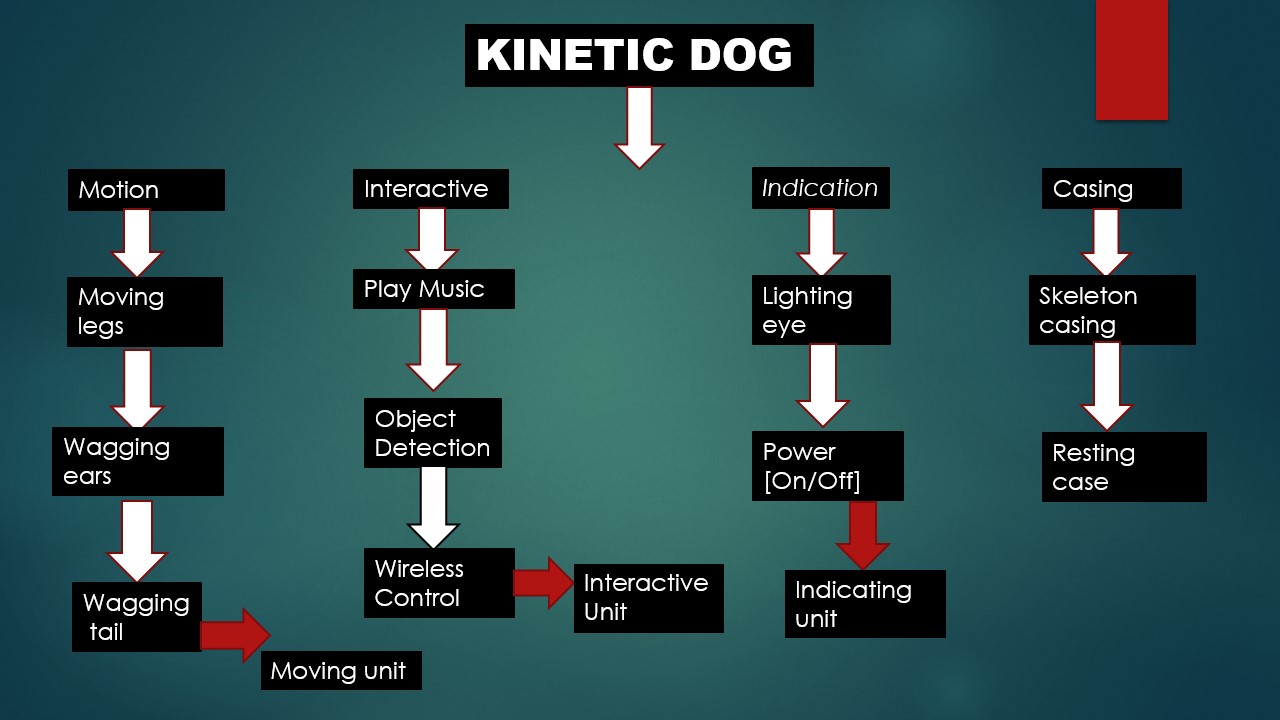 KINETIC DOG
Motion
Moving
legs
Wagging
ears
Wagging
tail
Moving unit
Interactive
Play Music
Object
Detection
Wireless
Control
Interactive
Unit
Indication
Lighting
eye
Power
[On/Off]
Indicating
unit
Casing
Skeleton
casing
Resting
case